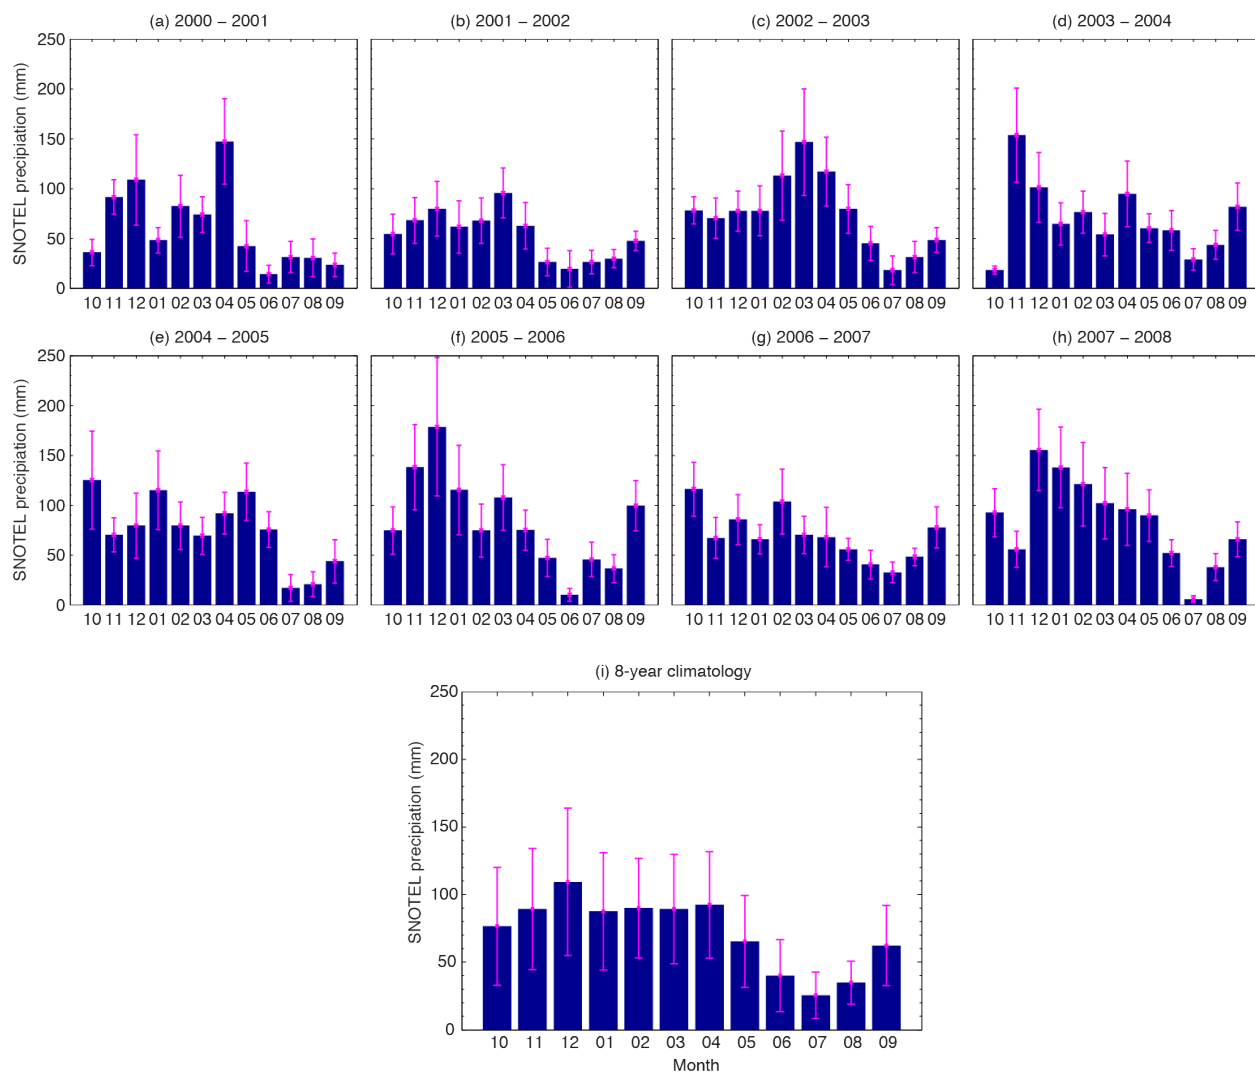 (a) 2000 – 2001
(b) 2001 – 2002
(c) 2002 – 2003
(d) 2003 – 2004
SNOTEL precipiation (mm)
250
200
150
100
50
0
10 11 12 01 02 03 04 05 06 07 08 09
10 11 12 01 02 03 04 05 06 07 08 09
10 11 12 01 02 03 04 05 06 07 08 09
10 11 12 01 02 03 04 05 06 07 08 09
(e) 2004 – 2005
(f) 2005 – 2006
(g) 2006 – 2007
(h) 2007 – 2008
SNOTEL precipiation (mm)
250
200
150
100
50
0
10 11 12 01 02 03 04 05 06 07 08 09
10 11 12 01 02 03 04 05 06 07 08 09
10 11 12 01 02 03 04 05 06 07 08 09
10 11 12 01 02 03 04 05 06 07 08 09
(i) 8-year climatology
SNOTEL precipiation (mm)
250
200
150
100
50
0
10 11 12 01 02 03 04 05 06 07 08 09
Month